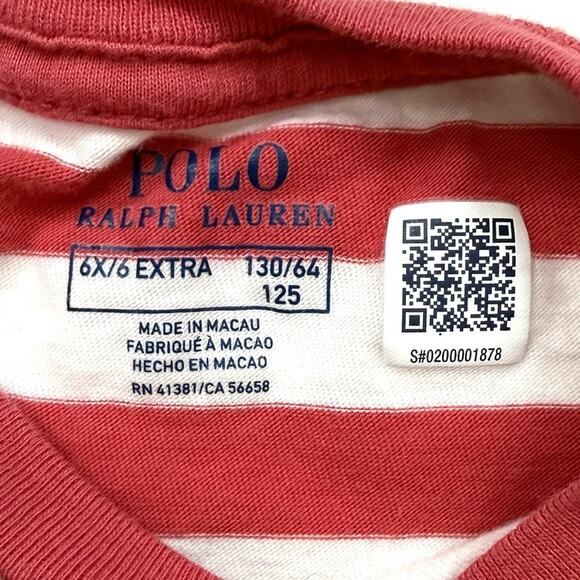 POLO
RALPH LAUREN
6X/6 EXTRA 130/64
125
MADE IN MACAU
FABRIQUÉ À MACAO
HECHO EN MACAO
RN 41381/CA 56658
S#0200001878